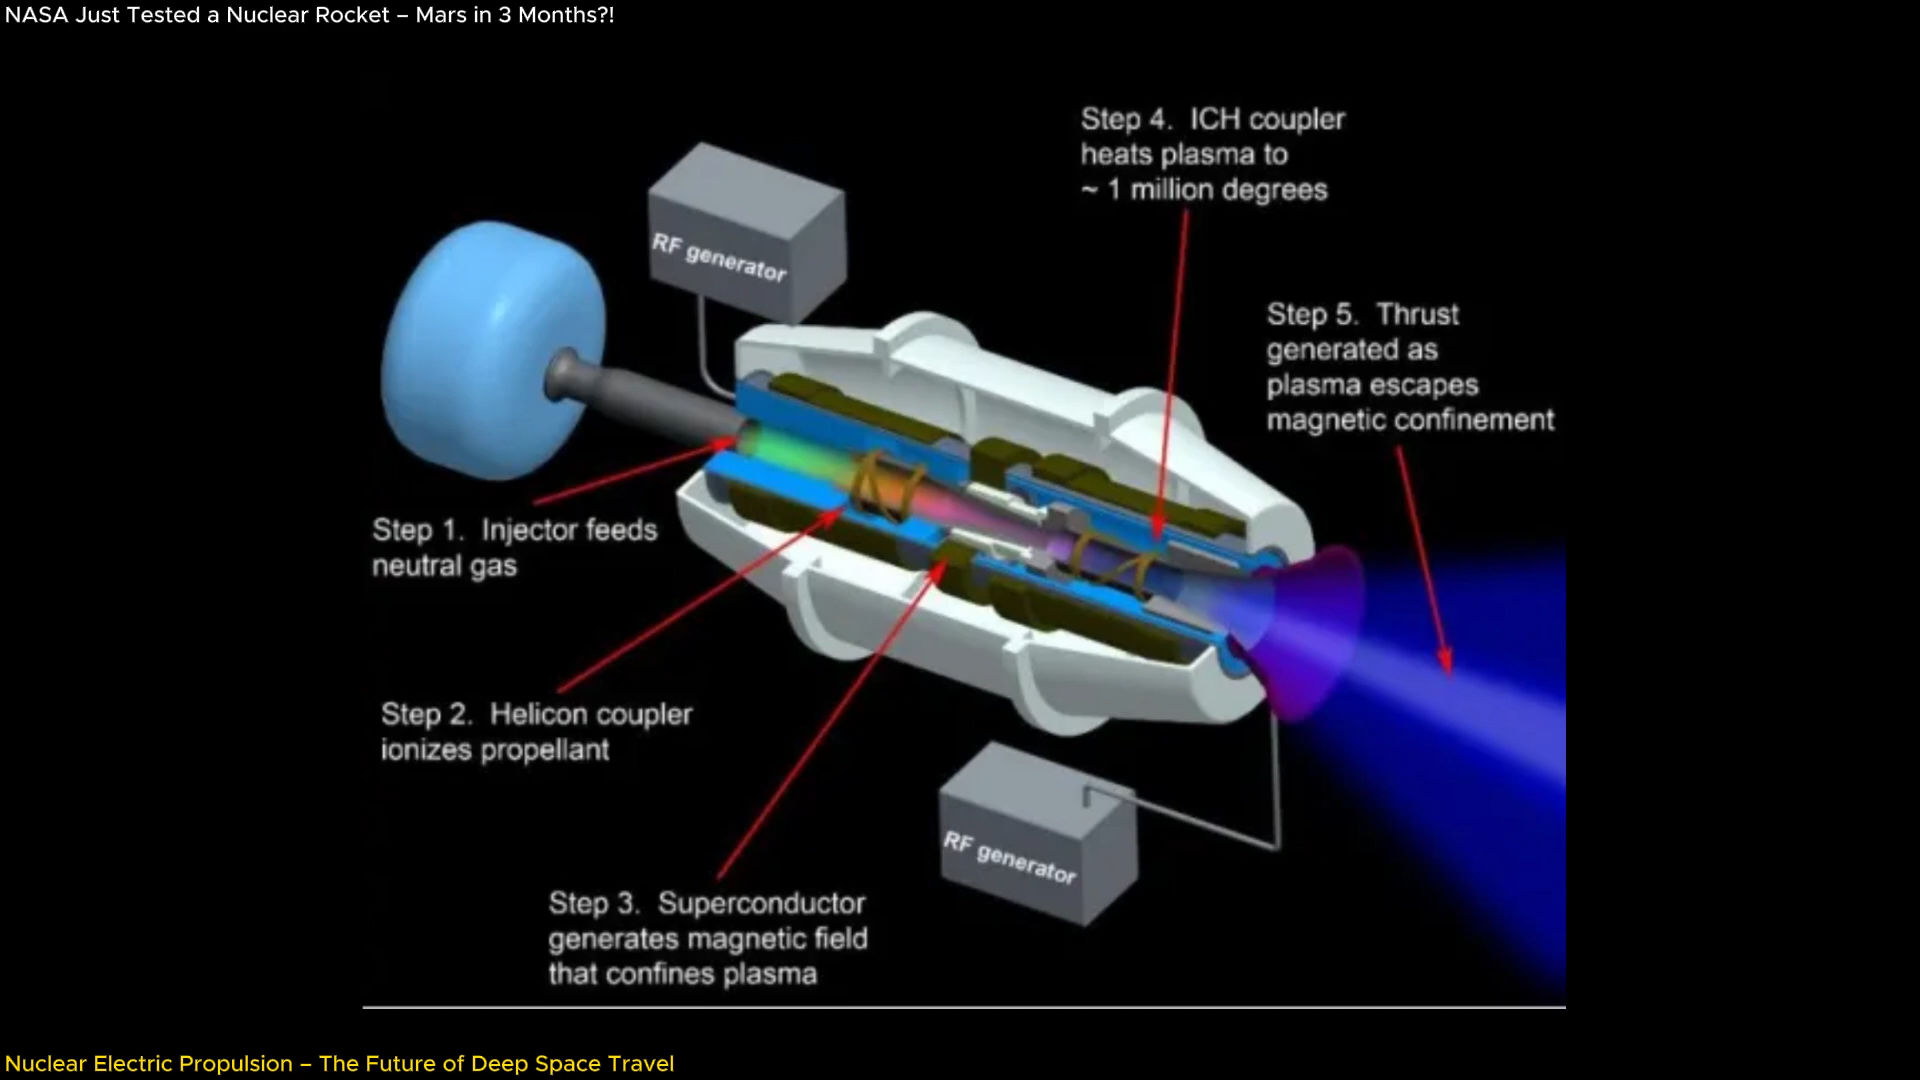 NASA Just Tested a Nuclear Rocket – Mars in 3 Months?!
Step 4. ICH coupler
heats plasma to
~ 1 million degrees
RF generator
Step 5. Thrust
generated as
plasma escapes
magnetic confinement
Step 1. Injector feeds
neutral gas
Step 2. Helicon coupler
ionizes propellant
RF generator
Step 3. Superconductor
generates magnetic field
that confines plasma
Nuclear Electric Propulsion – The Future of Deep Space Travel